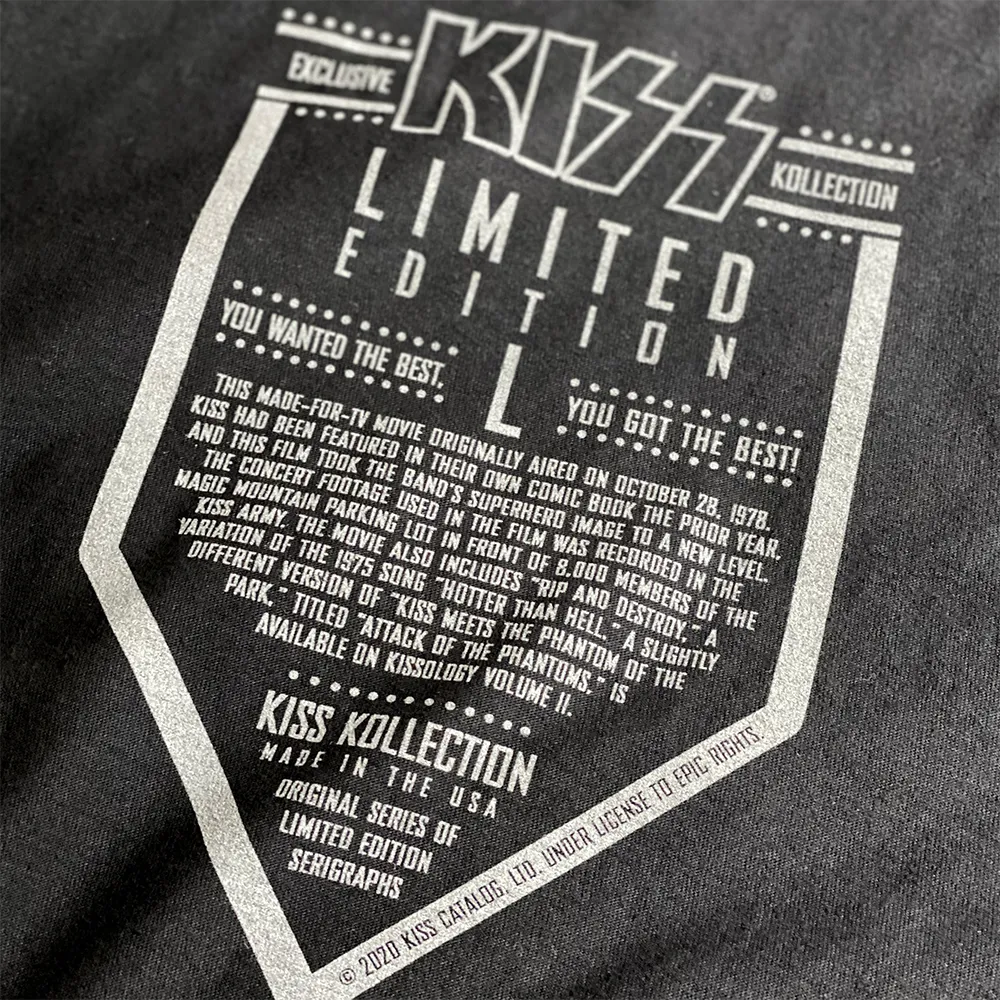 EXCLUSIVE
KISS®
KOLLECTION
LIMITED
EDITION
L
YOU WANTED THE BEST,
YOU GOT THE BEST!
THIS MADE-FOR-TV MOVIE ORIGINALLY AIRED ON OCTOBER 28, 1978.
KISS HAD BEEN FEATURED IN THEIR OWN COMIC BOOK THE PRIOR YEAR,
AND THIS FILM TOOK THE BAND'S SUPERHERO IMAGE TO A NEW LEVEL.
THE CONCERT FOOTAGE USED IN THE FILM WAS RECORDED IN THE
MAGIC MOUNTAIN PARKING LOT IN FRONT OF 8,000 MEMBERS OF THE
KISS ARMY. THE MOVIE ALSO INCLUDES "RIP AND DESTROY," A
VARIATION OF THE 1975 SONG "HOTTER THAN HELL." A SLIGHTLY
DIFFERENT VERSION OF "KISS MEETS THE PHANTOM OF THE
PARK," TITLED "ATTACK OF THE PHANTOMS," IS
AVAILABLE ON KISSOLOGY VOLUME II.
KISS KOLLECTION
MADE IN THE USA
ORIGINAL SERIES OF
LIMITED EDITION
SERIGRAPHS
© 2020 KISS CATALOG, LTD. UNDER LICENSE TO EPIC RIGHTS.